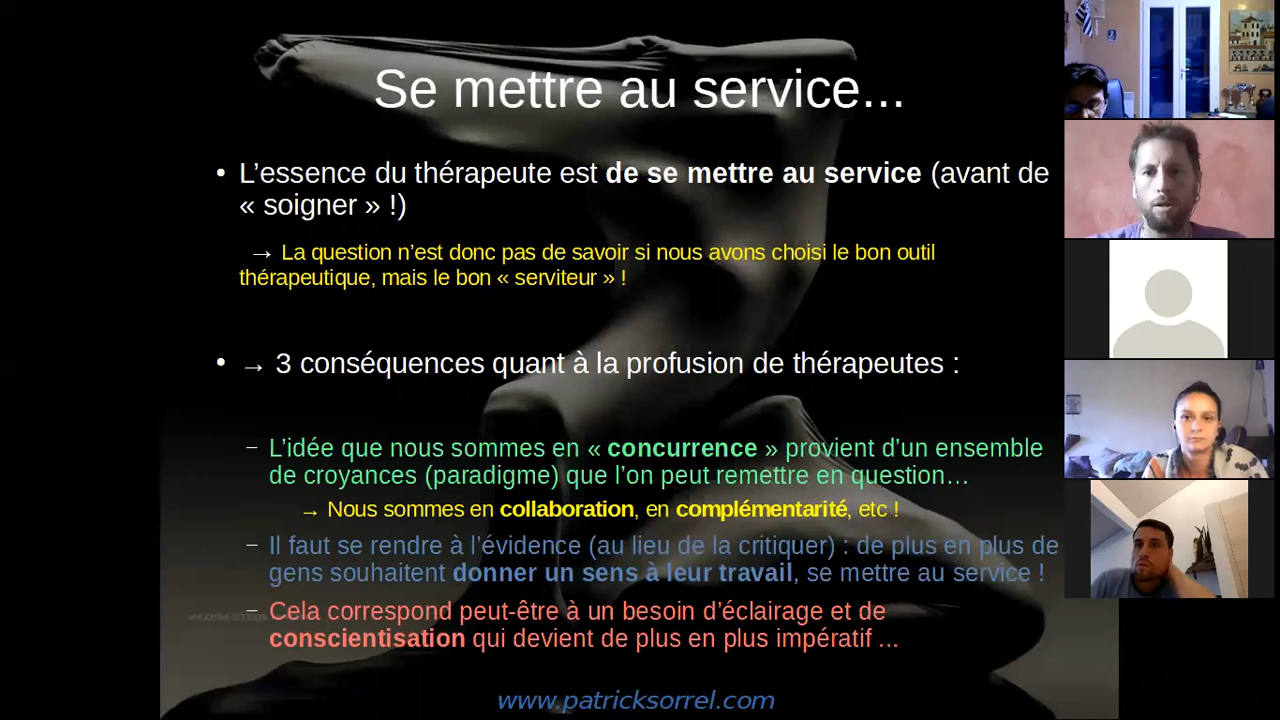 Se mettre au service...
• L’essence du thérapeute est de se mettre au service (avant de
« soigner » !)
→ La question n’est donc pas de savoir si nous avons choisi le bon outil
thérapeutique, mais le bon « serviteur » !
• → 3 conséquences quant à la profusion de thérapeutes :
– L’idée que nous sommes en « concurrence » provient d’un ensemble
de croyances (paradigme) que l’on peut remettre en question…
→ Nous sommes en collaboration, en complémentarité, etc !
– Il faut se rendre à l’évidence (au lieu de la critiquer) : de plus en plus de
gens souhaitent donner un sens à leur travail, se mettre au service !
– Cela correspond peut-être à un besoin d’éclairage et de
conscientisation qui devient de plus en plus impératif ...
www.patricksorrel.com